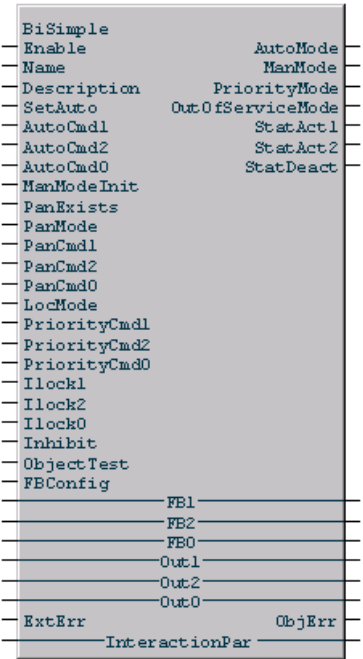 BiSimple
Enable AutoMode
Name ManMode
Description PriorityMode
SetAuto OutOfServiceMode
AutoCmd1 StatAct1
AutoCmd2 StatAct2
AutoCmd0 StatDeact
ManModeInit
PanExists
PanMode
PanCmd1
PanCmd2
PanCmd0
LocMode
PriorityCmd1
PriorityCmd2
PriorityCmd0
Ilock1
Ilock2
Ilock0
Inhibit
ObjectTest
FBConfig
FB1
FB2
FB0
Out1
Out2
Out0
ExtErr ObjErr
InteractionPar